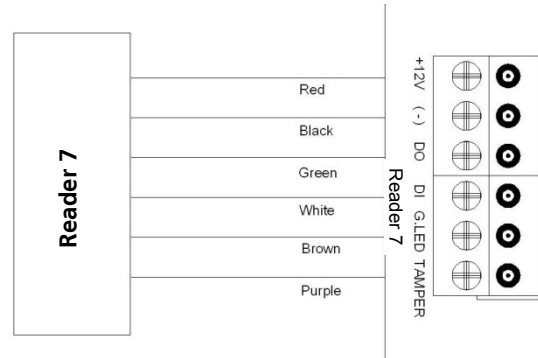 Reader 7
Red
Black
Green
White
Brown
Purple
Reader 7
+12V
(-)
DO
DI
G.LED
TAMPER